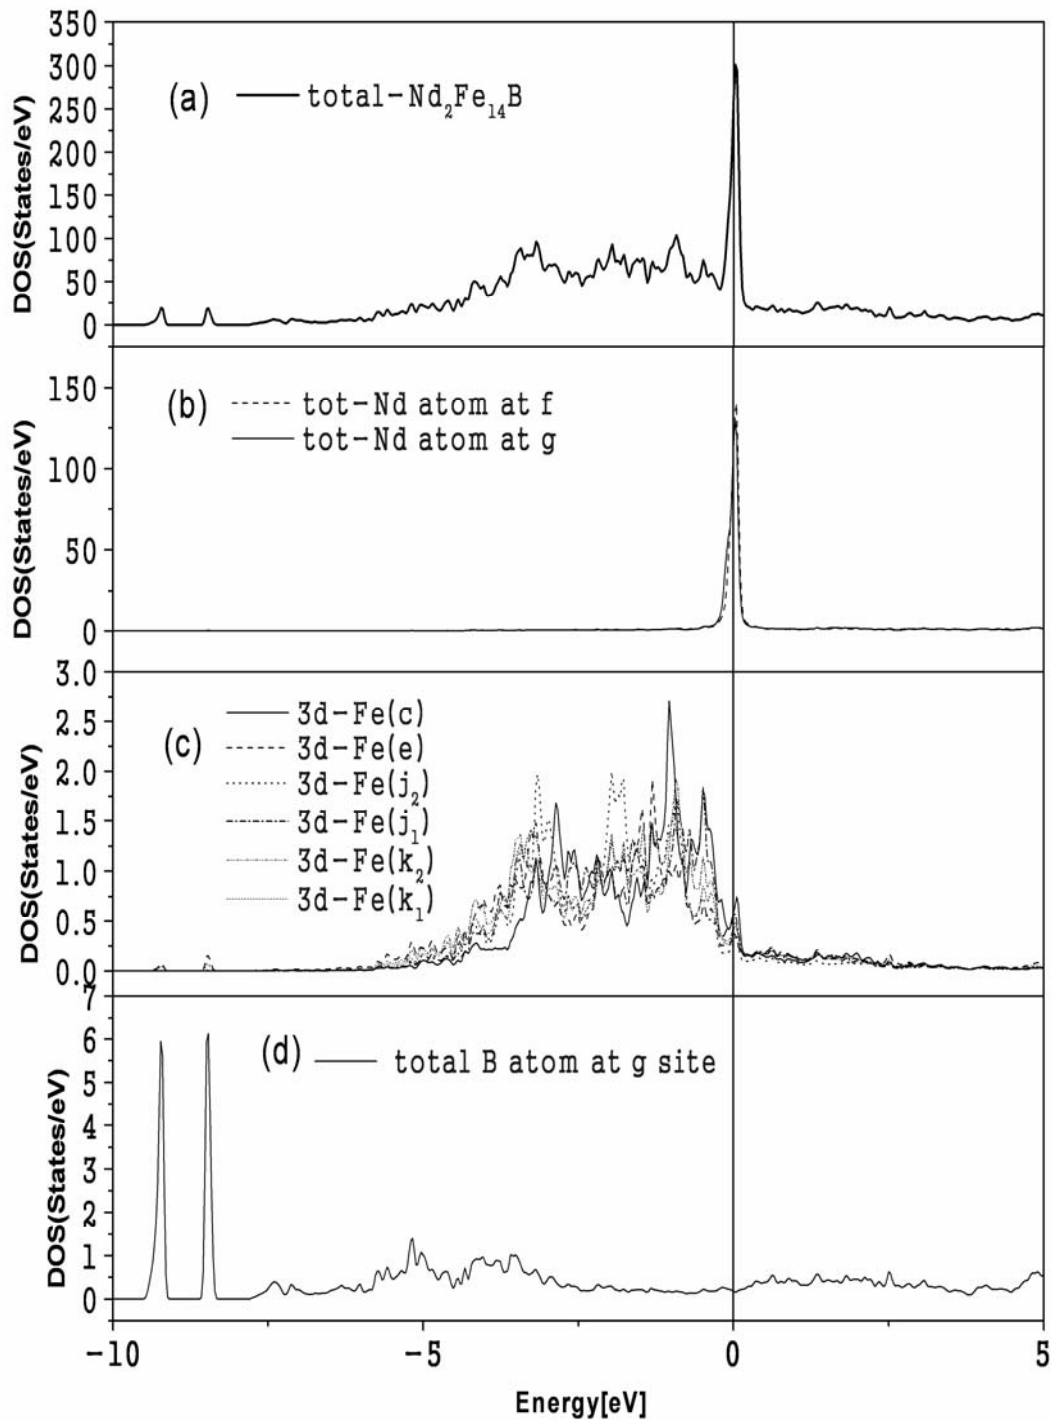 DOS(States/eV)
350
300
250
200
150
100
50
0
(a) total-Nd₂Fe₁₄B
DOS(States/eV)
150
100
50
0
(b) tot-Nd atom at f
tot-Nd atom at g
DOS(States/eV)
3.0
2.5
2.0
1.5
1.0
0.5
0.0
(c)
3d-Fe(c)
3d-Fe(e)
3d-Fe(j₂)
3d-Fe(j₁)
3d-Fe(k₂)
3d-Fe(k₁)
DOS(States/eV)
7
6
5
4
3
2
1
0
(d) total B atom at g site
-10 -5 0 5
Energy[eV]